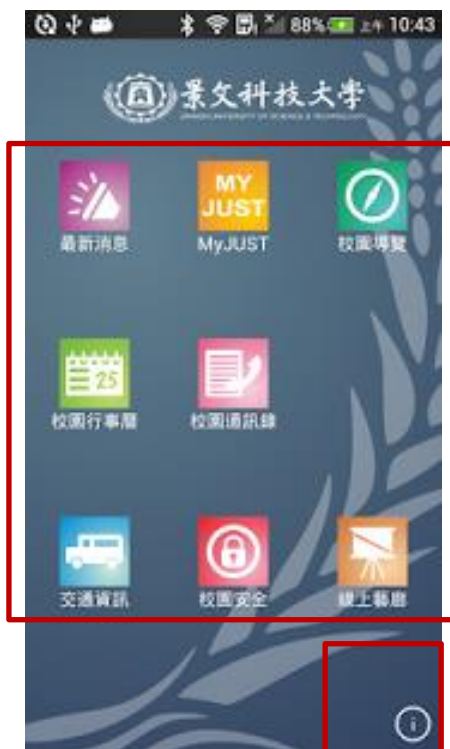 88% 上午 10:43
景文科技大學
MY
JUST
最新消息 MyJUST 校園導覽
25
校園行事曆 校園通訊錄
交通資訊 校園安全 線上藝廊
i